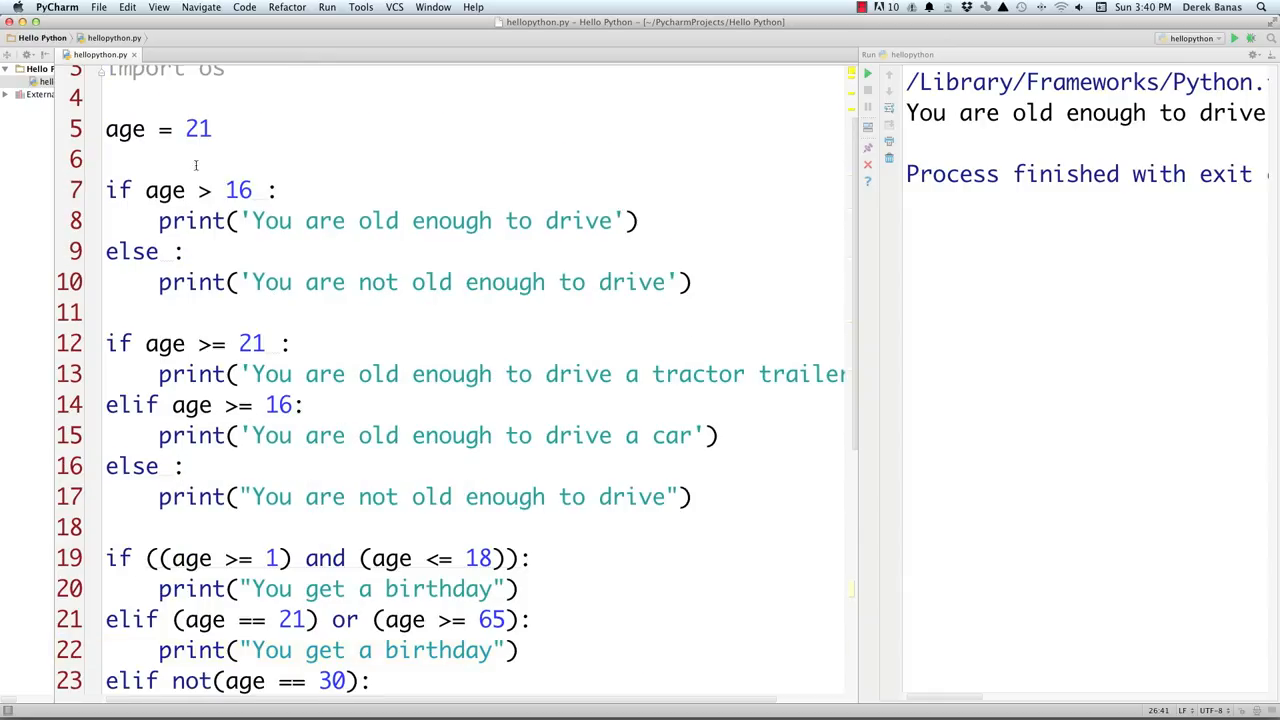 PyCharm File Edit View Navigate Code Refactor Run Tools VCS Window Help 10 Sun 3:40 PM Derek Banas
hellopython.py – Hello Python – [~/PycharmProjects/Hello Python]
Hello Python hellopython.py hellopython
hellopython.py Run hellopython
Hello P
hell
Externa
3 import os
4
5 age = 21
6
7 if age > 16 :
8 print('You are old enough to drive')
9 else :
10 print('You are not old enough to drive')
11
12 if age >= 21 :
13 print('You are old enough to drive a tractor trailer
14 elif age >= 16:
15 print('You are old enough to drive a car')
16 else :
17 print("You are not old enough to drive")
18
19 if ((age >= 1) and (age <= 18)):
20 print("You get a birthday")
21 elif (age == 21) or (age >= 65):
22 print("You get a birthday")
23 elif not(age == 30):
/Library/Frameworks/Python.
You are old enough to drive
Process finished with exit
26:41 LF UTF-8